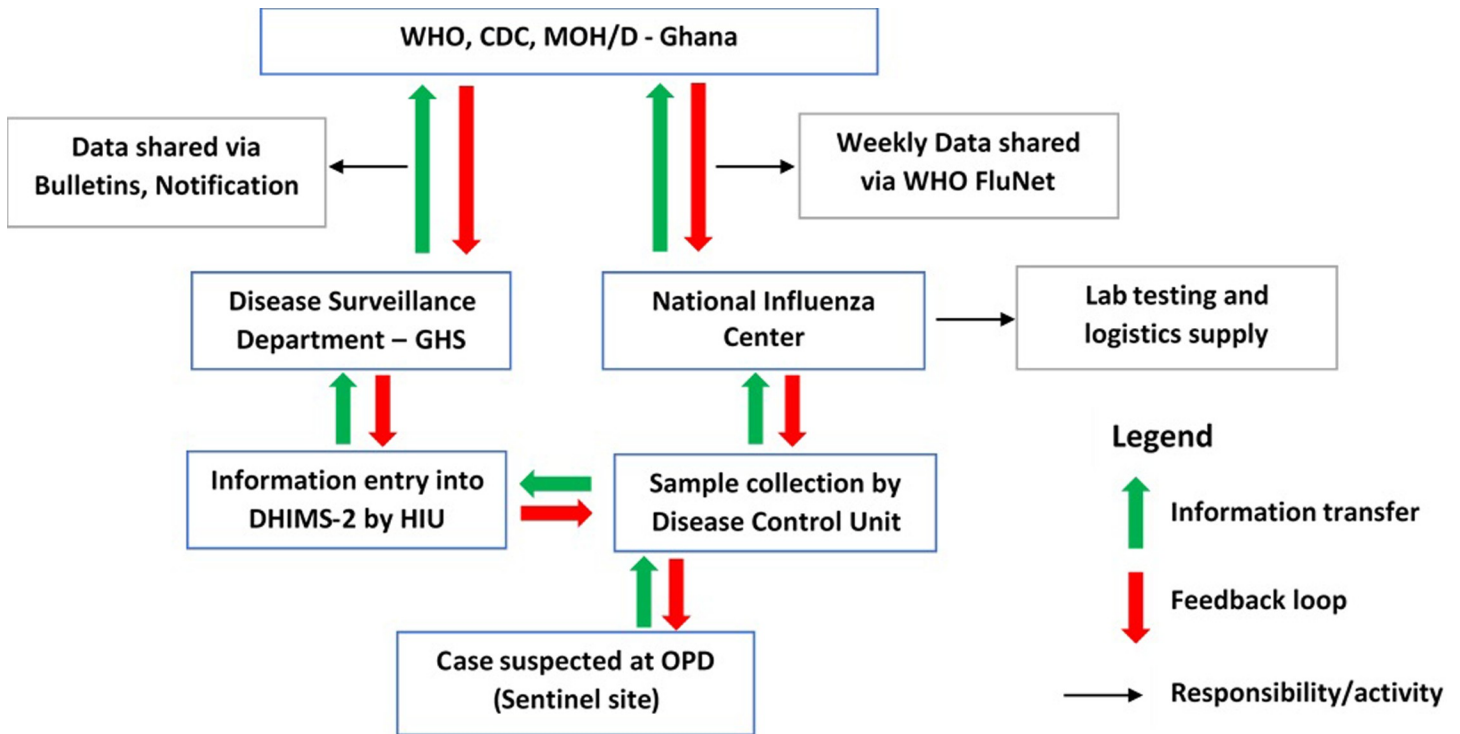 WHO, CDC, MOH/D - Ghana
Data shared via
Bulletins, Notification
Weekly Data shared
via WHO FluNet
Disease Surveillance
Department – GHS
National Influenza
Center
Lab testing and
logistics supply
Information entry into
DHIMS-2 by HIU
Sample collection by
Disease Control Unit
Case suspected at OPD
(Sentinel site)
Legend
Information transfer
Feedback loop
Responsibility/activity